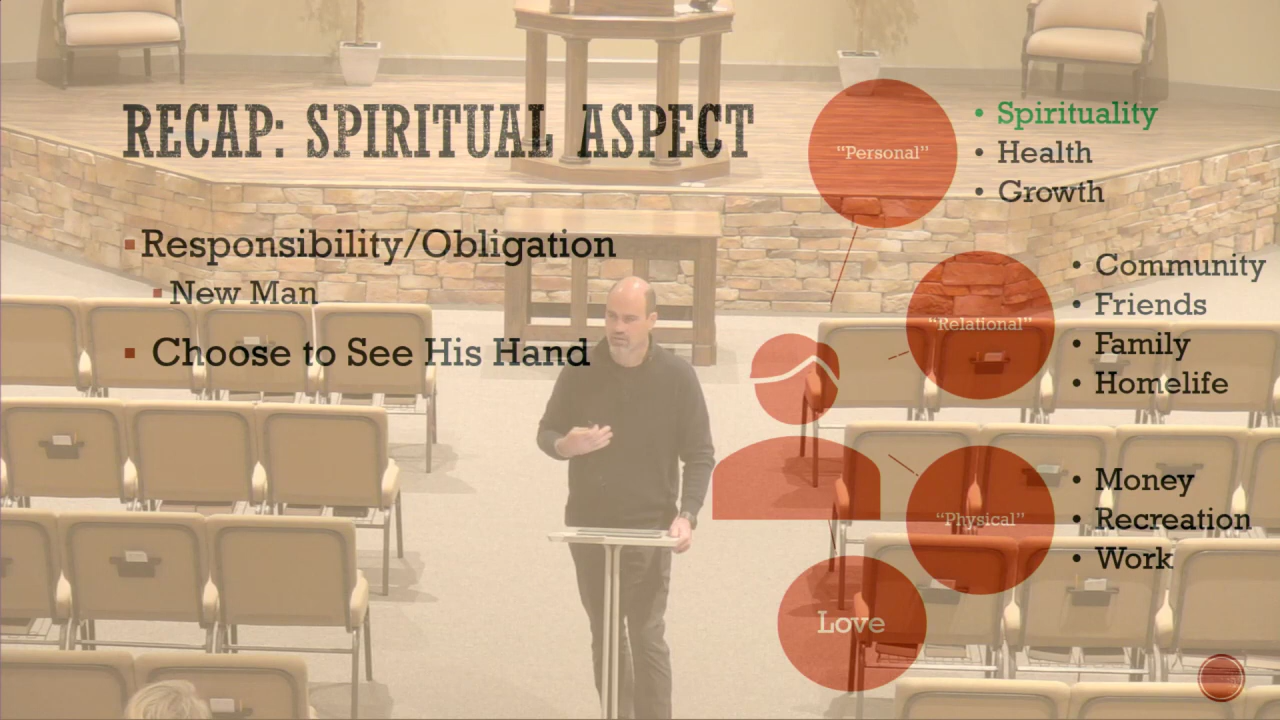 RECAP: SPIRITUAL ASPECT
▪Responsibility/Obligation
▪New Man
▪ Choose to See His Hand
“Personal”
• Spirituality
• Health
• Growth
“Relational”
• Community
• Friends
• Family
• Homelife
“Physical”
• Money
• Recreation
• Work
Love